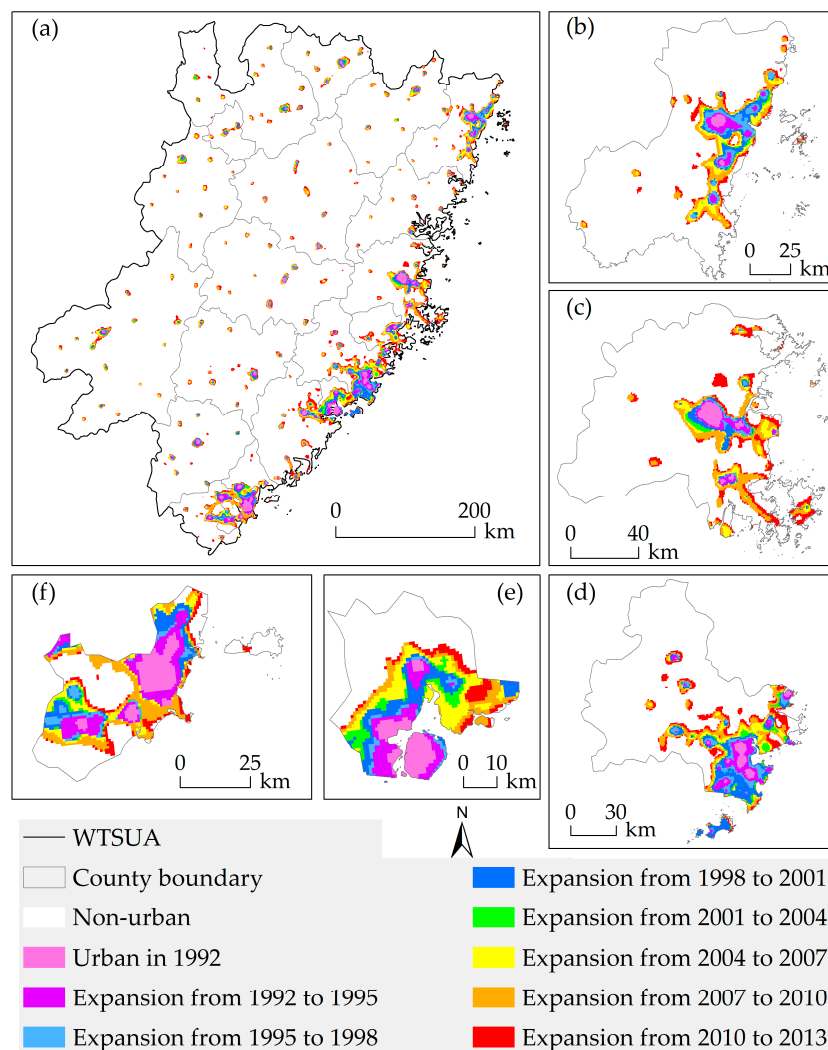 (a)
0 200
km
(b)
0 25
km
(c)
0 40
km
(f)
0 25
km
(e)
0 10
km
(d)
0 30
km
N
WTSUA
County boundary
Non-urban
Urban in 1992
Expansion from 1992 to 1995
Expansion from 1995 to 1998
Expansion from 1998 to 2001
Expansion from 2001 to 2004
Expansion from 2004 to 2007
Expansion from 2007 to 2010
Expansion from 2010 to 2013